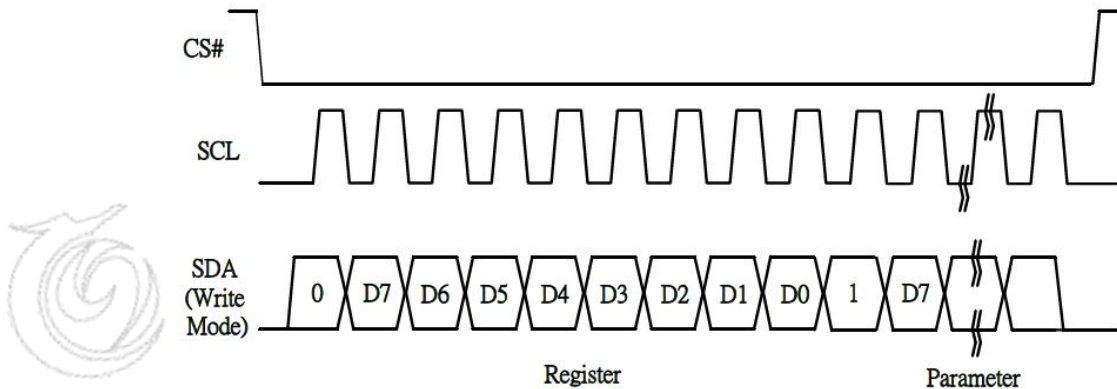 CS#
SCL
SDA
(Write
Mode)
0 D7 D6 D5 D4 D3 D2 D1 D0 1 D7
Register Parameter